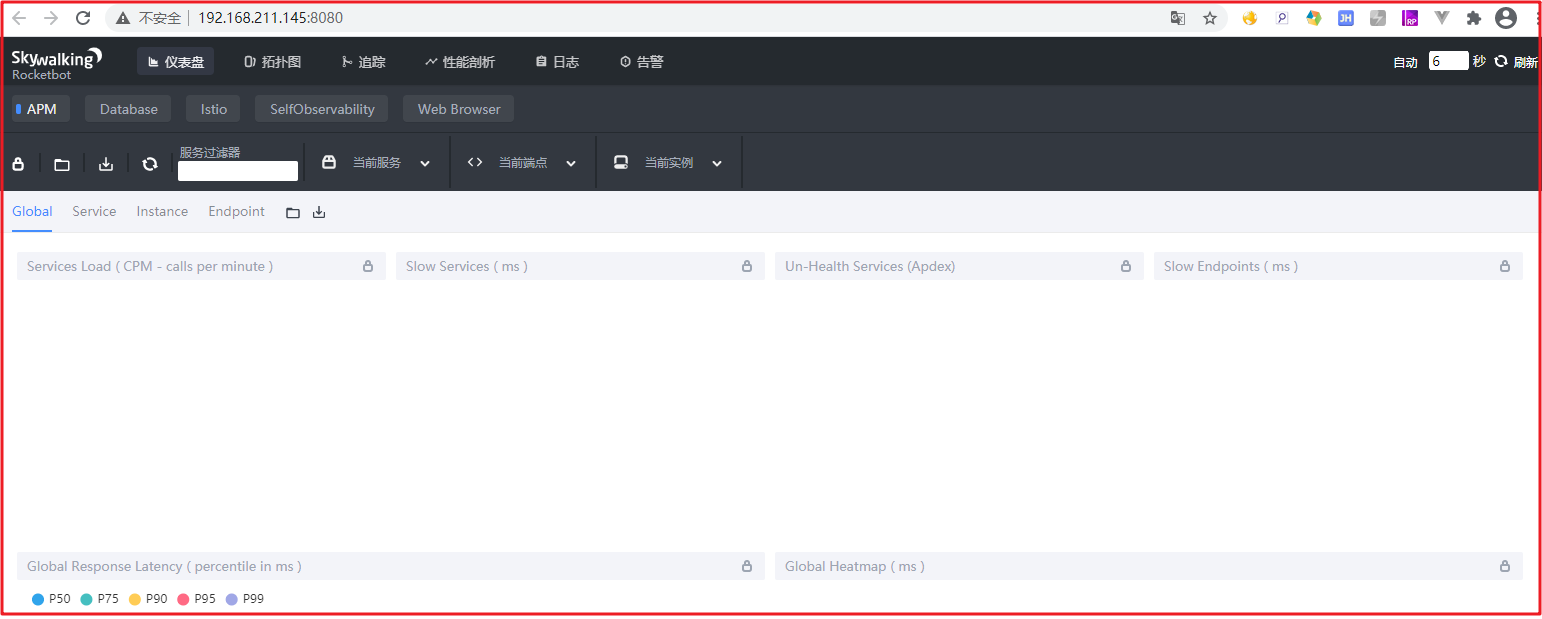 不安全 192.168.211.145:8080
JH
RP
Skywalking
Rocketbot
仪表盘 拓扑图 追踪 性能剖析 日志 告警 自动 6 秒 刷新
APM Database Istio SelfObservability Web Browser
服务过滤器
当前服务 当前端点 当前实例
Global Service Instance Endpoint
Services Load ( CPM - calls per minute ) Slow Services ( ms ) Un-Health Services (Apdex) Slow Endpoints ( ms )
Global Response Latency ( percentile in ms ) Global Heatmap ( ms )
P50 P75 P90 P95 P99